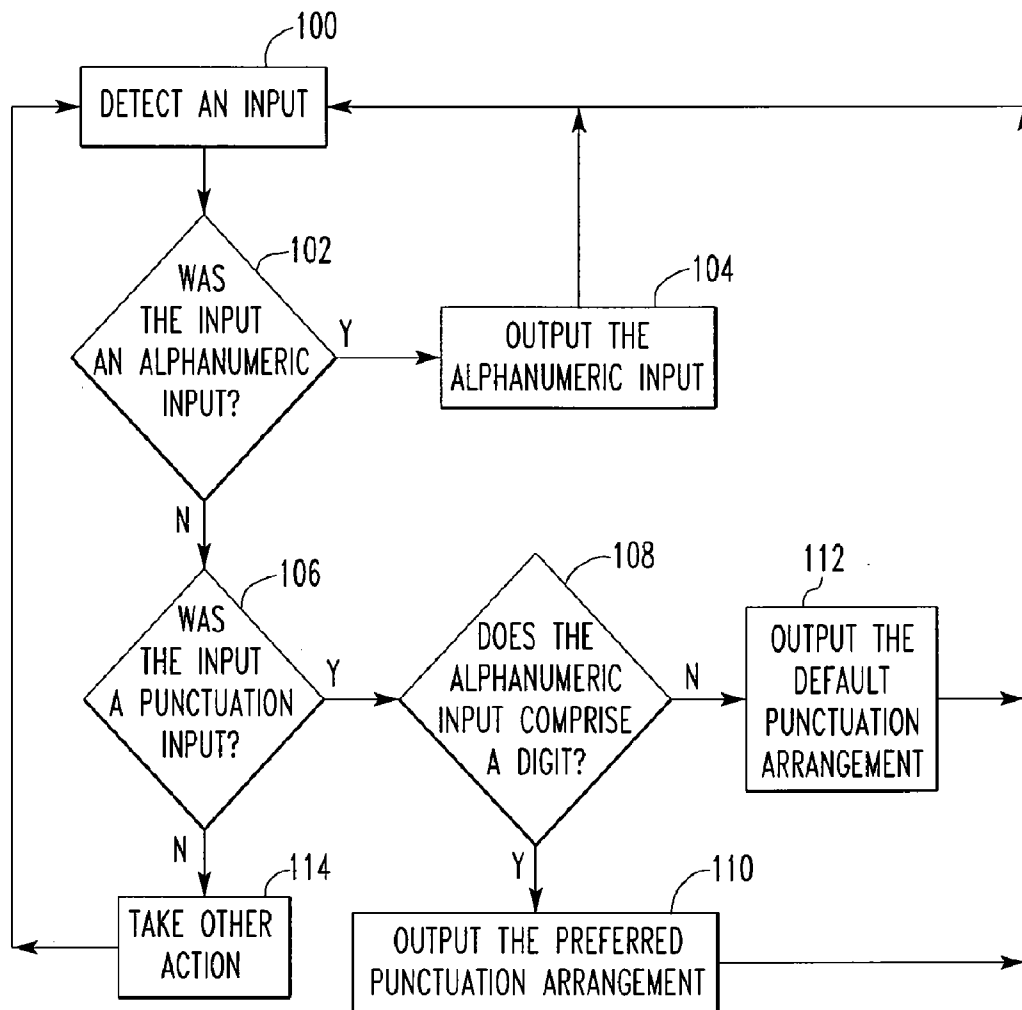 100
DETECT AN INPUT
102
WAS
THE INPUT
AN ALPHANUMERIC
INPUT?
Y
104
OUTPUT THE
ALPHANUMERIC INPUT
N
106
WAS
THE INPUT
A PUNCTUATION
INPUT?
Y
108
DOES THE
ALPHANUMERIC
INPUT COMPRISE
A DIGIT?
N
112
OUTPUT THE
DEFAULT
PUNCTUATION
ARRANGEMENT
N
114
TAKE OTHER
ACTION
Y
110
OUTPUT THE PREFERRED
PUNCTUATION ARRANGEMENT